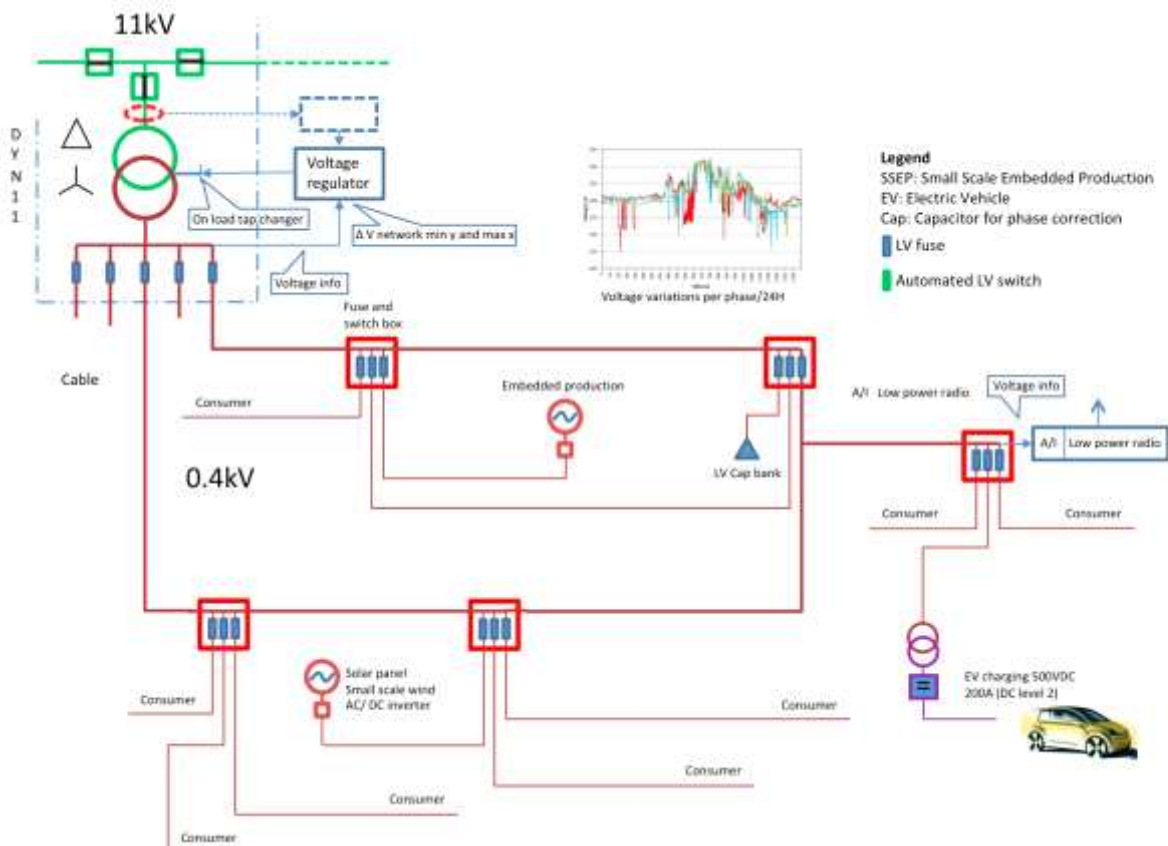 11kV
D
Y
N
1
1
Voltage
regulator
On load tap changer
Δ V network min y and max x
Voltage info
Voltage variations per phase/24H
Legend
SSEP: Small Scale Embedded Production
EV: Electric Vehicle
Cap: Capacitor for phase correction
LV fuse
Automated LV switch
Fuse and
switch box
Cable
Consumer
Embedded production
0.4kV
LV Cap bank
A/I Low power radio
Voltage info
A/I Low power radio
Consumer
Consumer
Solar panel
Small scale wind
AC/ DC inverter
EV charging 500VDC
200A (DC level 2)
Consumer
Consumer
Consumer
Consumer
Consumer